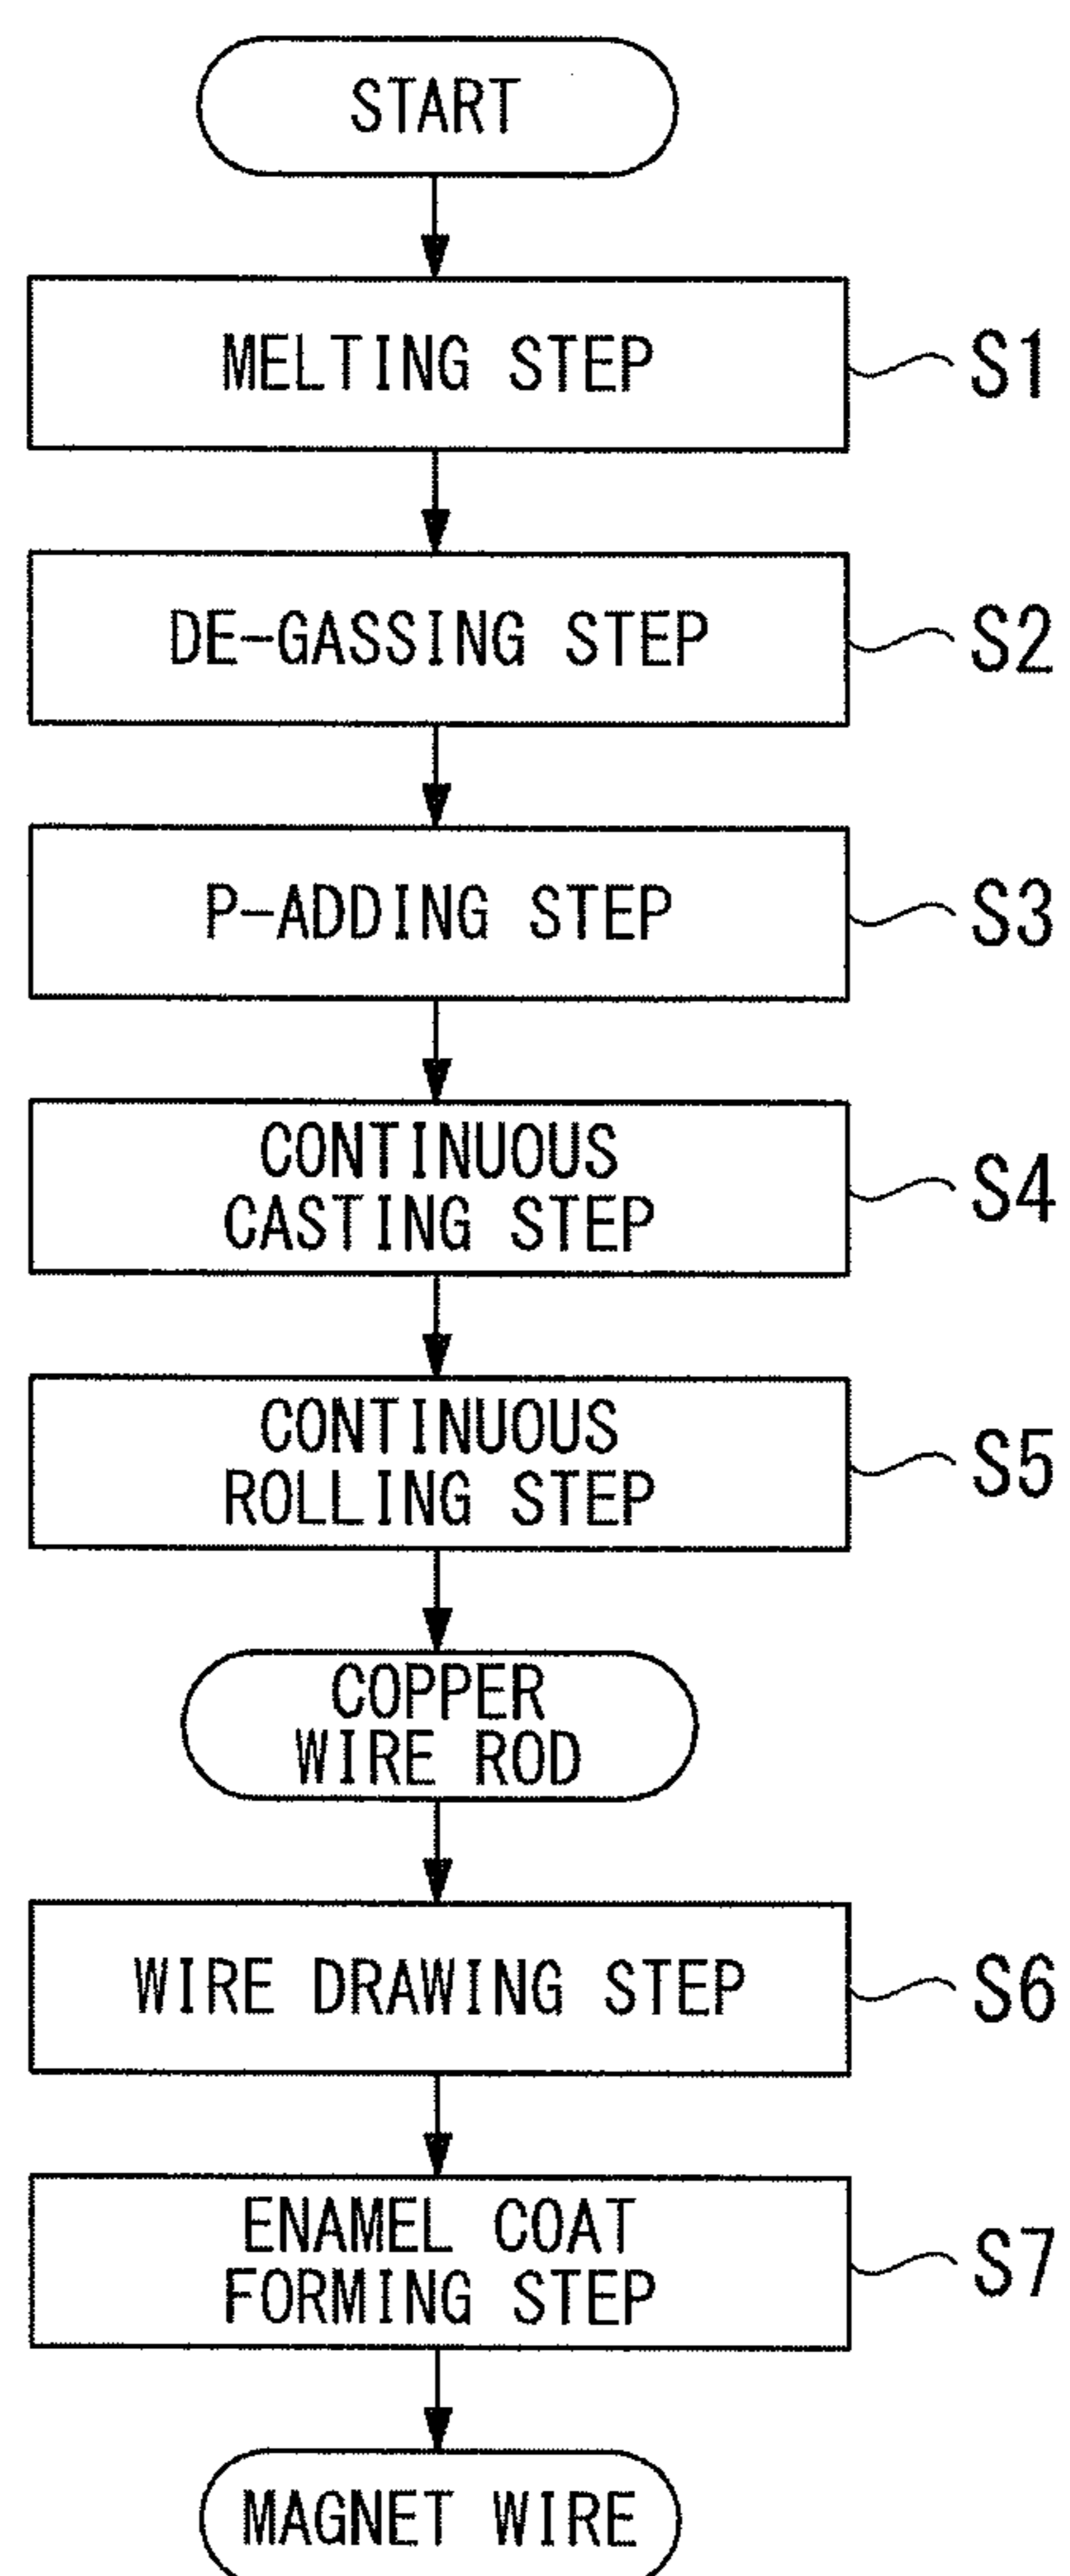 START
MELTING STEP S1
DE-GASSING STEP S2
P-ADDING STEP S3
CONTINUOUS
CASTING STEP S4
CONTINUOUS
ROLLING STEP S5
COPPER
WIRE ROD
WIRE DRAWING STEP S6
ENAMEL COAT
FORMING STEP S7
MAGNET WIRE